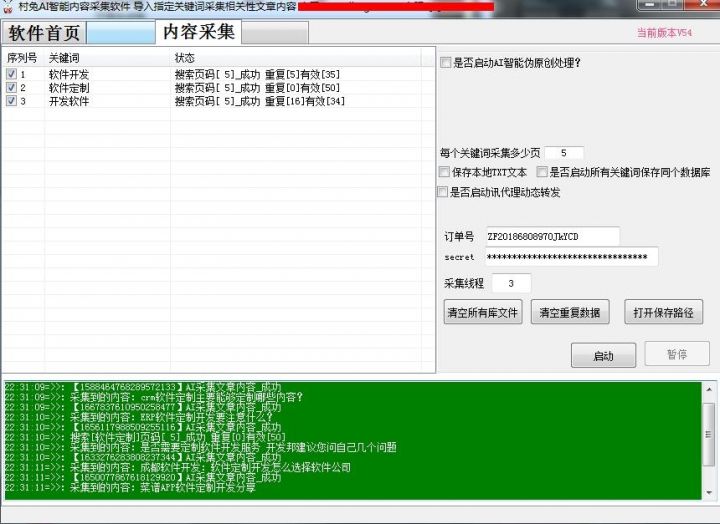 村兔AI智能内容采集软件 导入指定关键词采集相关性文章内容
软件首页 内容采集 当前版本V54
序列号 关键词 状态
1 软件开发 搜索页码[ 5]_成功 重复[5]有效[35]
2 软件定制 搜索页码[ 5]_成功 重复[0]有效[50]
3 开发软件 搜索页码[ 5]_成功 重复[16]有效[34]
是否启动AI智能伪原创处理?
每个关键词采集多少页 5
保存本地TXT文本 是否启动所有关键词保存同个数据库
是否启动讯代理动态转发
订单号 ZF20186808970JkYCD
secret ********************************
采集线程 3
清空所有库文件 清空重复数据 打开保存路径
启动 暂停
22:31:09=>>: 【1588464768289572133】AI采集文章内容_成功
22:31:09=>>: 采集到的内容: crm软件定制主要能够定制哪些内容?
22:31:09=>>: 【1667837610950258477】AI采集文章内容_成功
22:31:10=>>: 采集到的内容: ERP软件定制开发要注意什么?
22:31:10=>>: 【1656117988509255116】AI采集文章内容_成功
22:31:10=>>: 搜索[软件定制]页码[ 5]_成功 重复[0]有效[50]
22:31:10=>>: 采集到的内容: 是否需要定制软件开发服务 开发邦建议您问自己几个问题
22:31:10=>>: 【1633276283808237344】AI采集文章内容_成功
22:31:11=>>: 采集到的内容: 成都软件开发: 软件定制开发怎么选择软件公司
22:31:11=>>: 【1650077867618129920】AI采集文章内容_成功
22:31:11=>>: 采集到的内容: 菜谱APP软件定制开发分享